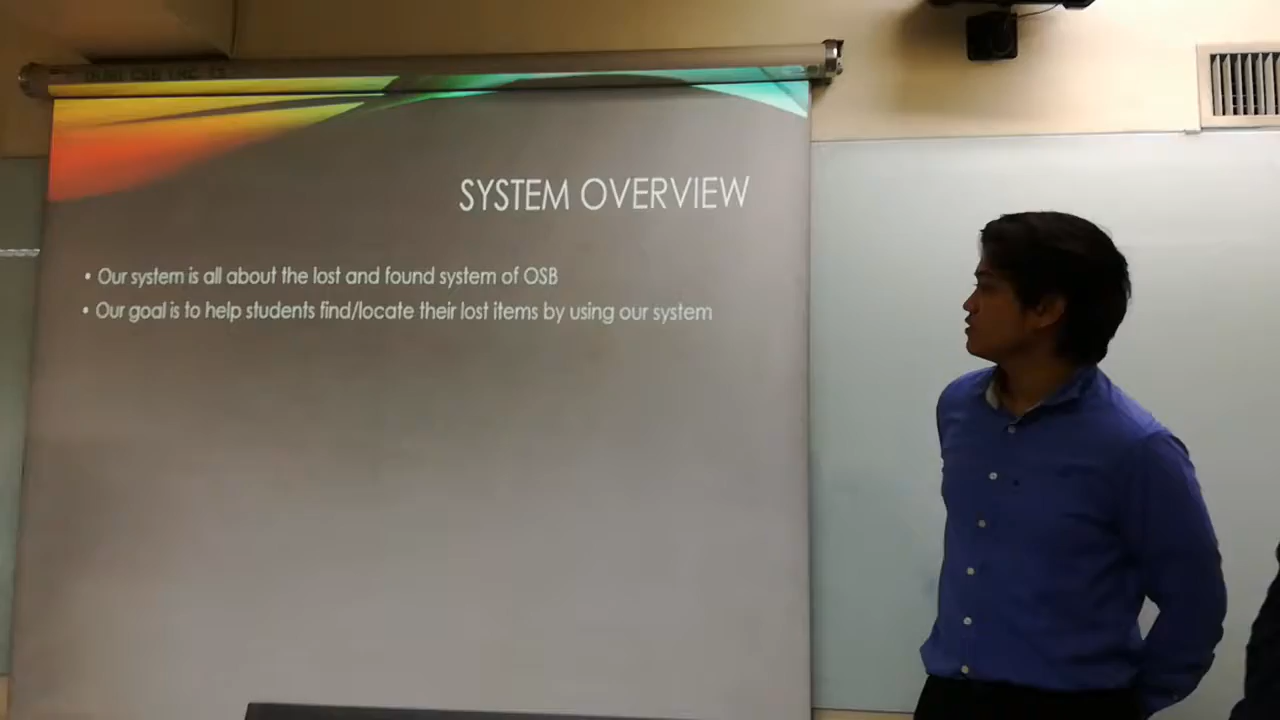 SYSTEM OVERVIEW
• Our system is all about the lost and found system of OSB
• Our goal is to help students find/locate their lost items by using our system